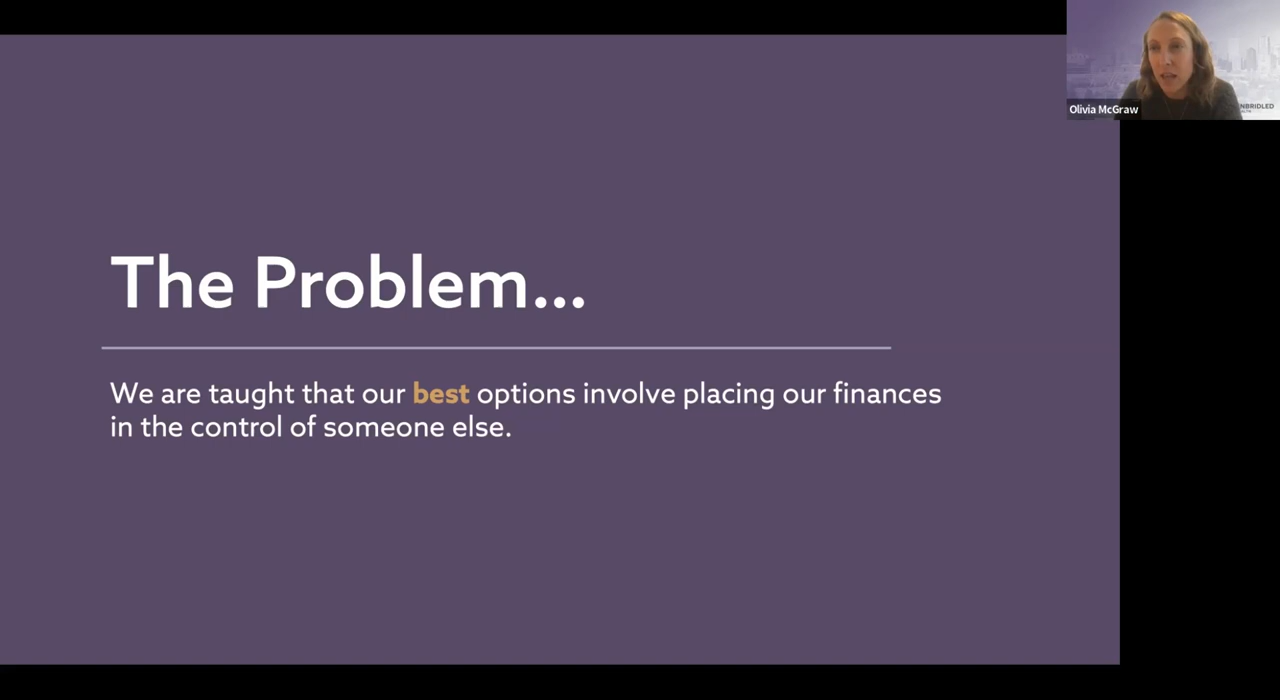 Olivia McGraw
NBRIDLED
The Problem...
We are taught that our best options involve placing our finances
in the control of someone else.